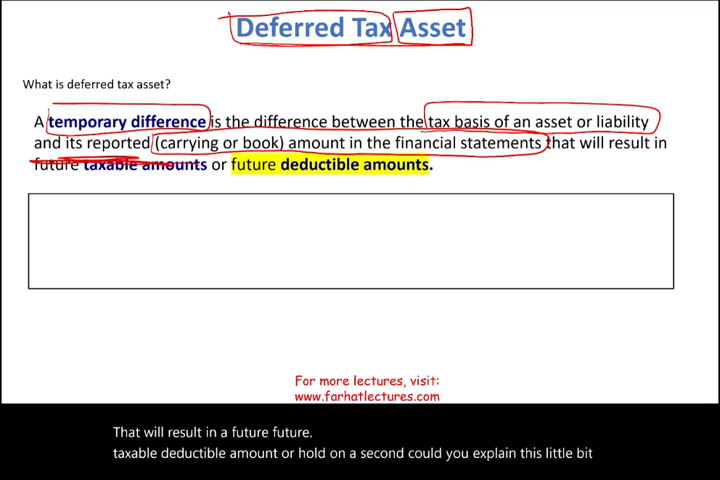 Deferred Tax Asset
What is deferred tax asset?
A temporary difference is the difference between the tax basis of an asset or liability
and its reported (carrying or book) amount in the financial statements that will result in
future taxable amounts or future deductible amounts.
For more lectures, visit:
www.farhatlectures.com
That will result in a future future.
taxable deductible amount or hold on a second could you explain this little bit